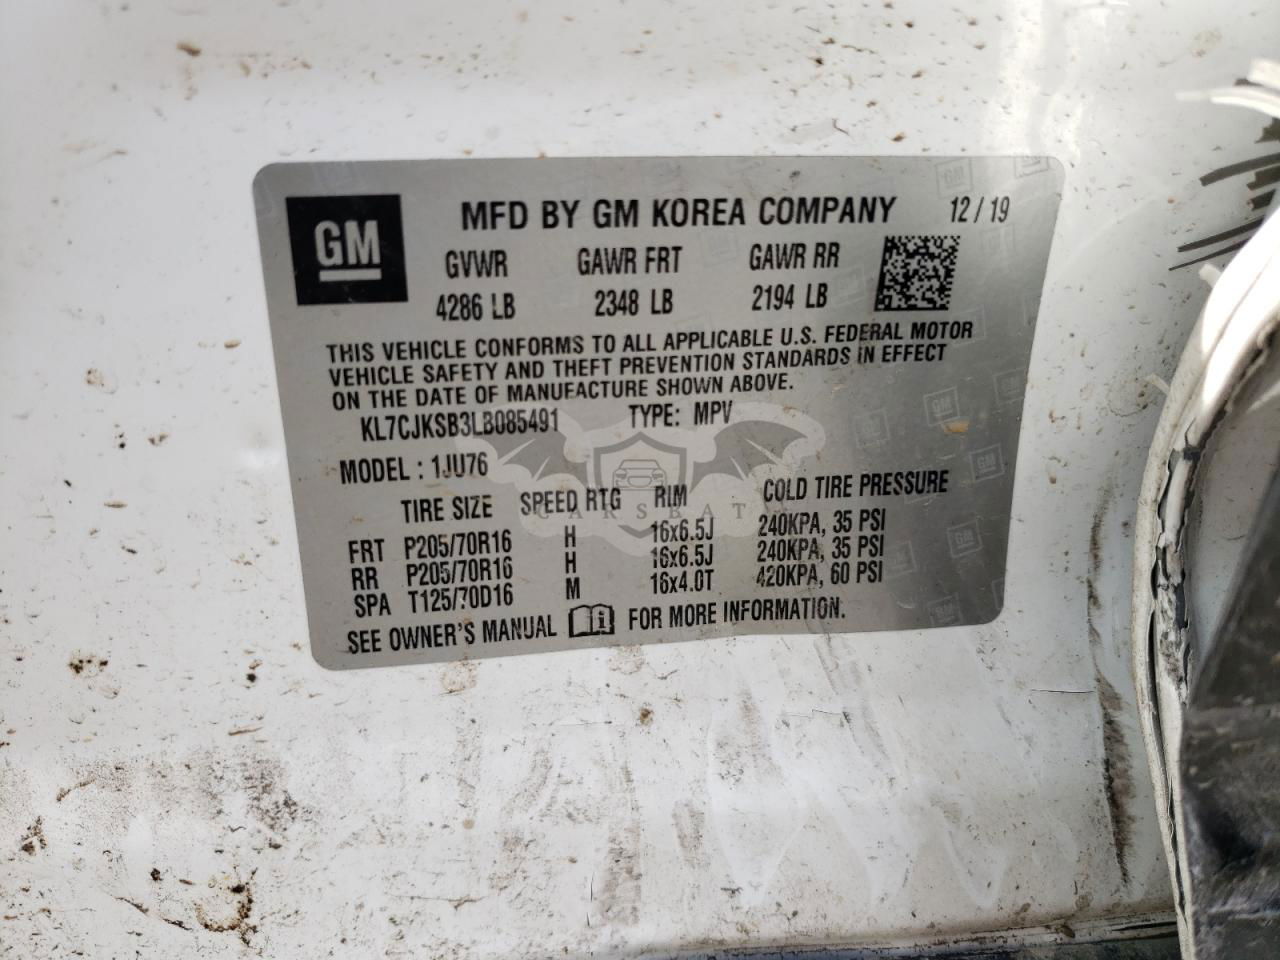 GM
MFD BY GM KOREA COMPANY 12/19
GVWR GAWR FRT GAWR RR
4286 LB 2348 LB 2194 LB
THIS VEHICLE CONFORMS TO ALL APPLICABLE U.S. FEDERAL MOTOR
VEHICLE SAFETY AND THEFT PREVENTION STANDARDS IN EFFECT
ON THE DATE OF MANUFACTURE SHOWN ABOVE.
KL7CJKSB3LB085491 TYPE: MPV
MODEL: 1JU76
TIRE SIZE SPEED RTG RIM COLD TIRE PRESSURE
CARSBAT
FRT P205/70R16 H 16x6.5J 240KPA, 35 PSI
RR P205/70R16 H 16x6.5J 240KPA, 35 PSI
SPA T125/70D16 M 16x4.0T 420KPA, 60 PSI
SEE OWNER'S MANUAL i FOR MORE INFORMATION.